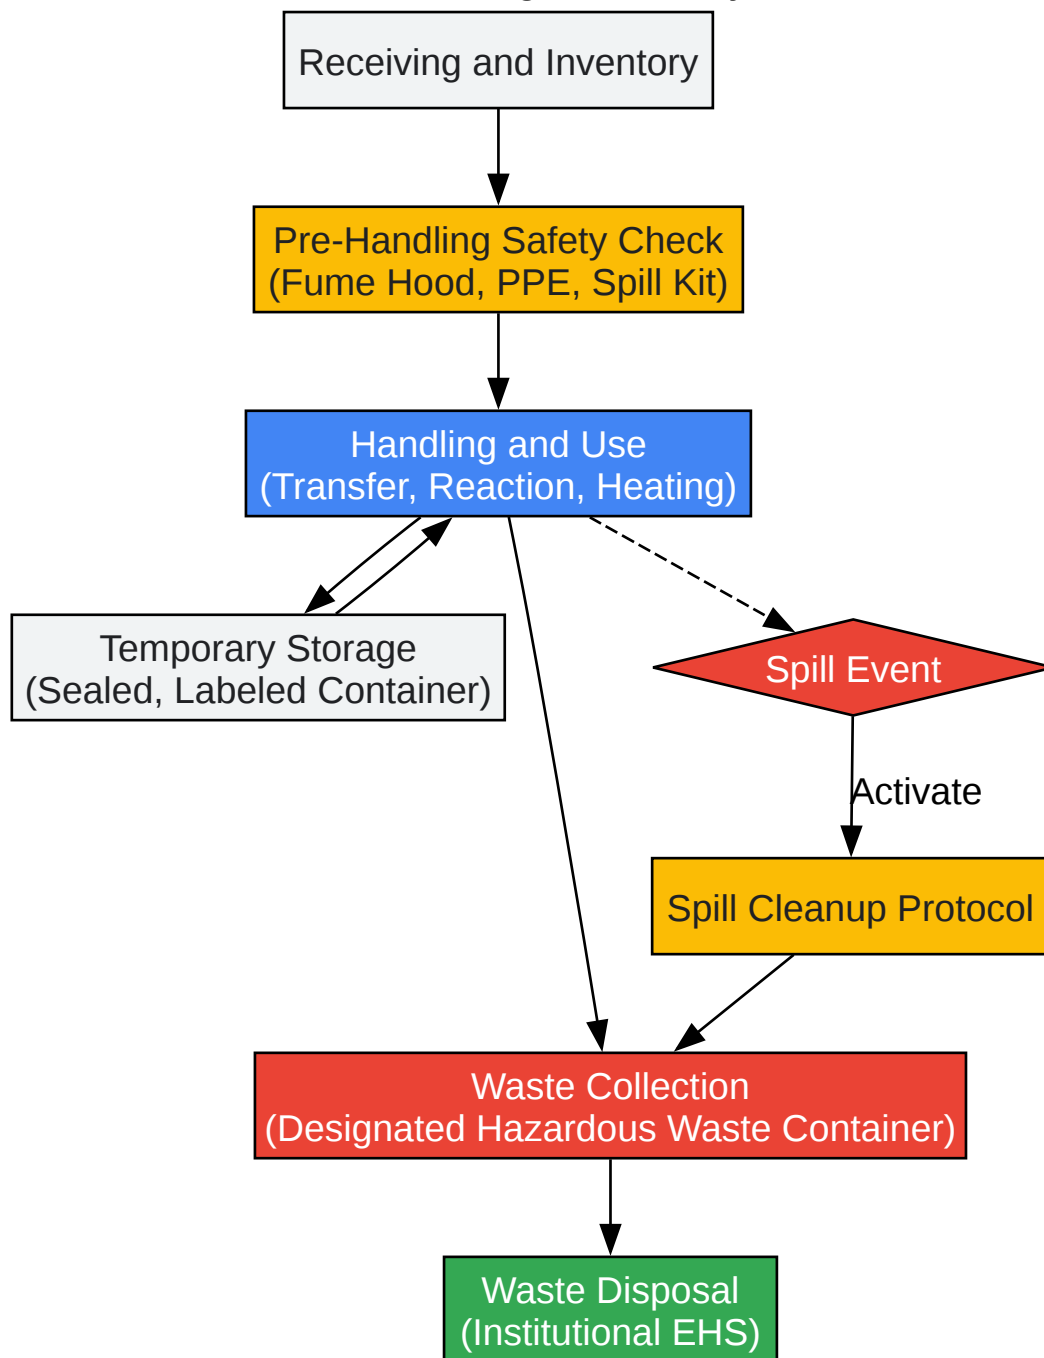 Receiving and Inventory
Pre-Handling Safety Check
(Fume Hood, PPE, Spill Kit)
Handling and Use
(Transfer, Reaction, Heating)
Temporary Storage
(Sealed, Labeled Container)
Spill Event
Activate
Spill Cleanup Protocol
Waste Collection
(Designated Hazardous Waste Container)
Waste Disposal
(Institutional EHS)